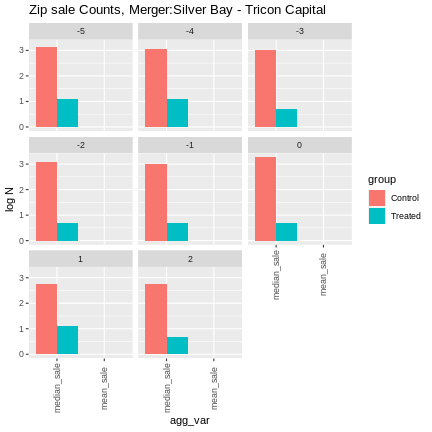 Zip sale Counts, Merger:Silver Bay - Tricon Capital
-5 -4 -3
3
2
1
0
-2 -1 0
3
2
1
0
1 2
3
2
1
0
log N
median_sale mean_sale median_sale mean_sale median_sale mean_sale
agg_var
group
Control
Treated